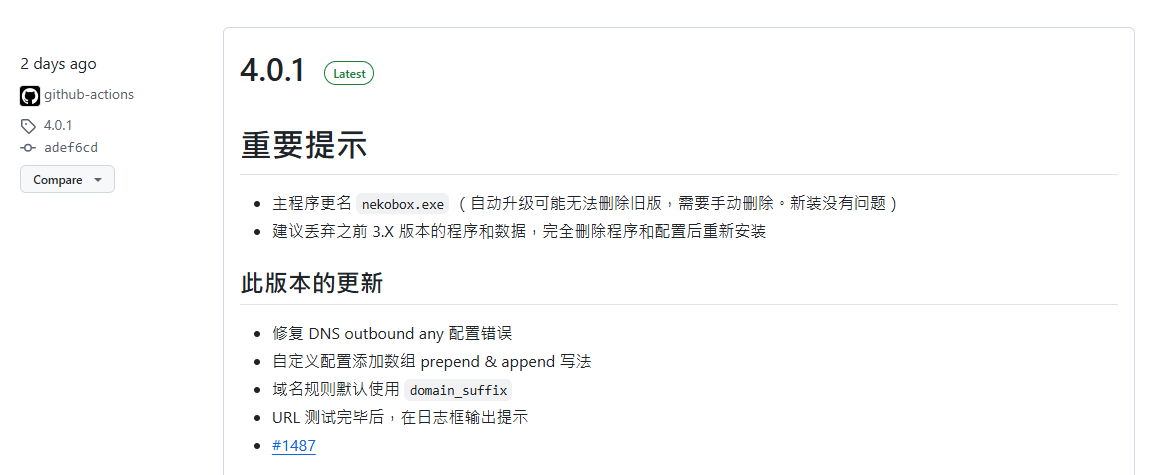 2 days ago
github-actions
4.0.1
adef6cd
Compare
4.0.1 Latest
重要提示
主程序更名 nekobox.exe （自动升级可能无法删除旧版，需要手动删除。新装没有问题）
建议丢弃之前 3.X 版本的程序和数据，完全删除程序和配置后重新安装
此版本的更新
修复 DNS outbound any 配置错误
自定义配置添加数组 prepend & append 写法
域名规则默认使用 domain_suffix
URL 测试完毕后，在日志框输出提示
#1487